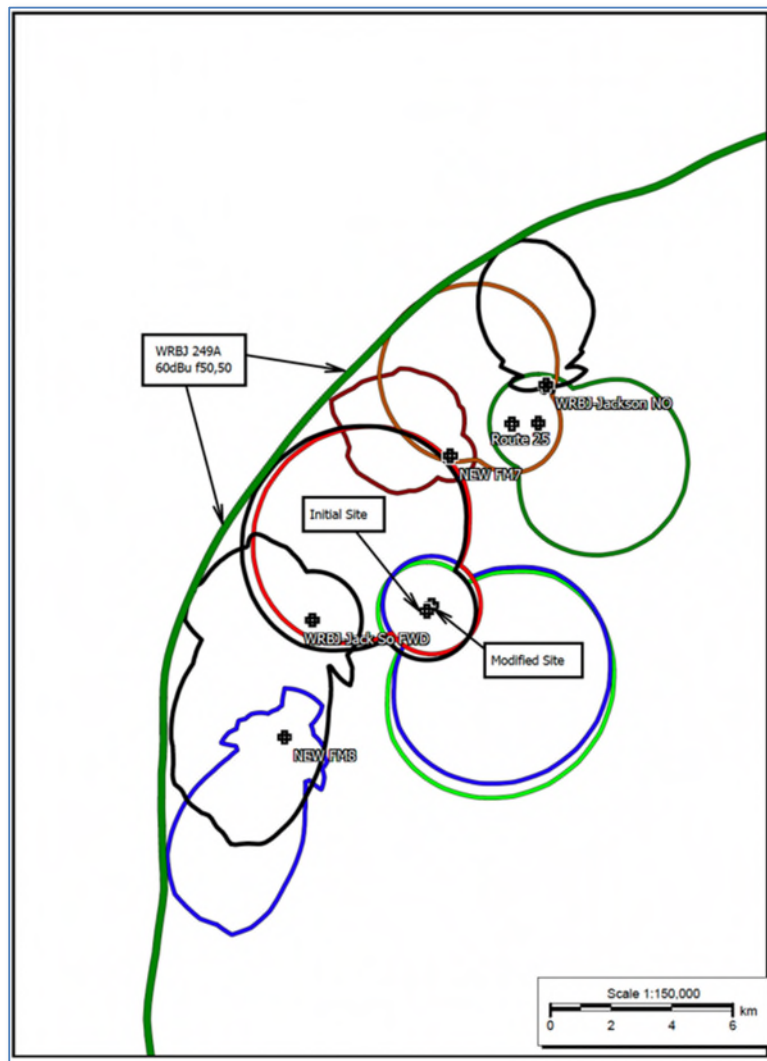 WRBJ 249A
60dBu f50,50
WRBJ-Jackson NO
Route 25
NEW FM7
Initial Site
WRBJ-Jack So FWD
Modified Site
NEW FM8
Scale 1:150,000
0 2 4 6 km